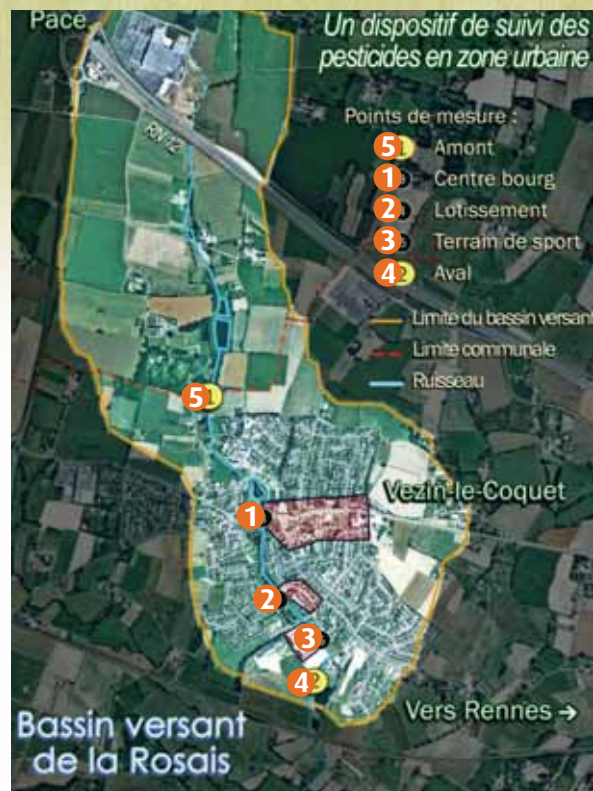 Pacé
Un dispositif de suivi des
pesticides en zone urbaine
RN 12
Points de mesure :
5 Amont
1 Centre bourg
2 Lotissement
3 Terrain de sport
4 Aval
Limite du bassin versant
Limite communale
Ruisseau
5
Vezin-le-Coquet
1
2
3
4
Vers Rennes →
Bassin versant
de la Rosais